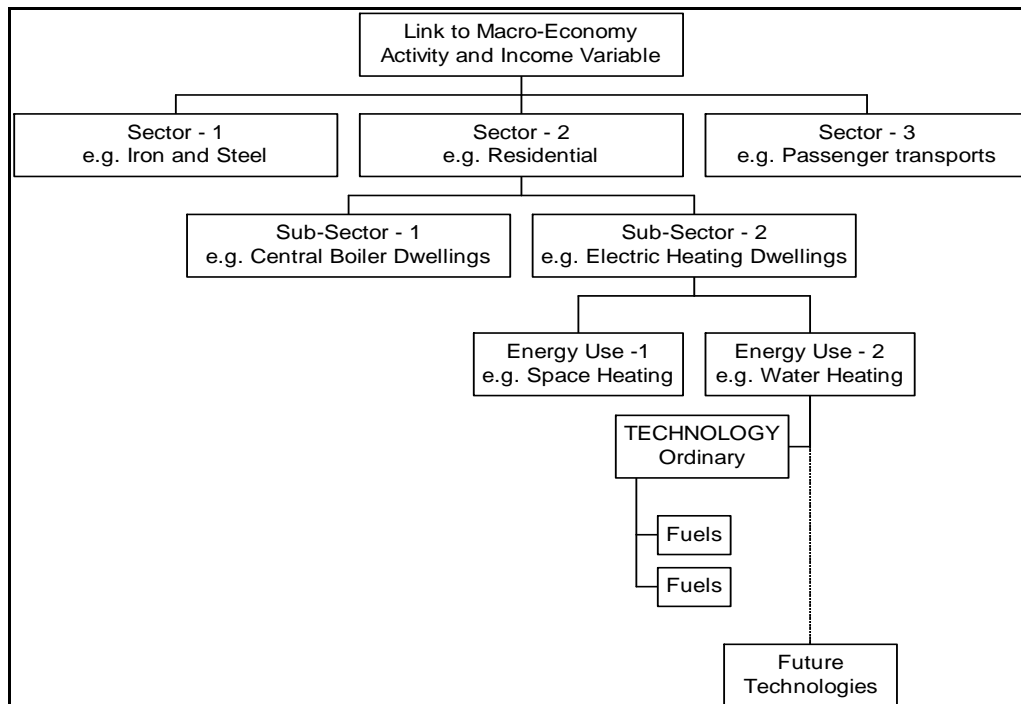 Link to Macro-Economy
Activity and Income Variable
Sector - 1
e.g. Iron and Steel
Sector - 2
e.g. Residential
Sector - 3
e.g. Passenger transports
Sub-Sector - 1
e.g. Central Boiler Dwellings
Sub-Sector - 2
e.g. Electric Heating Dwellings
Energy Use -1
e.g. Space Heating
Energy Use - 2
e.g. Water Heating
TECHNOLOGY
Ordinary
Fuels
Fuels
Future
Technologies